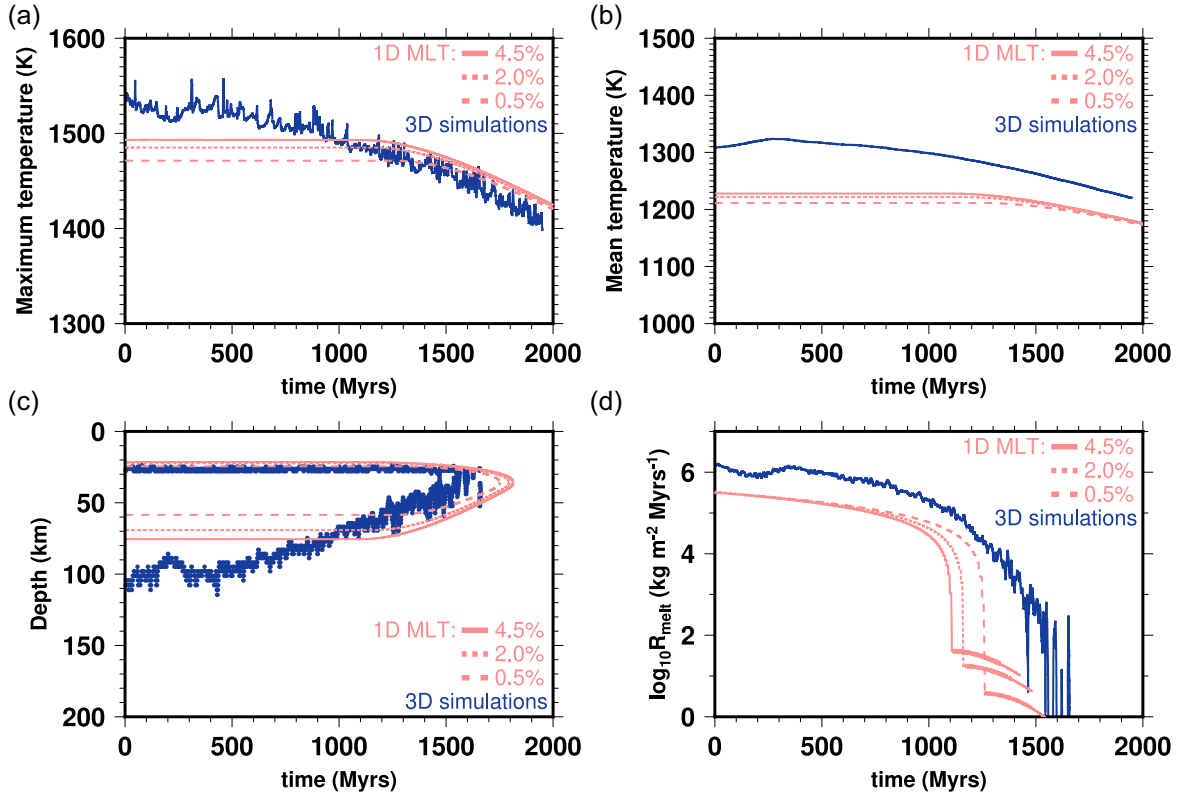 (a)
1600
1500
1400
1300
Maximum temperature (K)
1D MLT: 4.5%
2.0%
0.5%
3D simulations
0 500 1000 1500 2000
time (Myrs)
(b)
1500
1400
1300
1200
1100
1000
Mean temperature (K)
1D MLT: 4.5%
2.0%
0.5%
3D simulations
0 500 1000 1500 2000
time (Myrs)
(c)
0
50
100
150
200
Depth (km)
1D MLT: 4.5%
2.0%
0.5%
3D simulations
0 500 1000 1500 2000
time (Myrs)
(d)
6
4
2
0
log₁₀Rmelt (kg m⁻² Myrs⁻¹)
1D MLT: 4.5%
2.0%
0.5%
3D simulations
0 500 1000 1500 2000
time (Myrs)